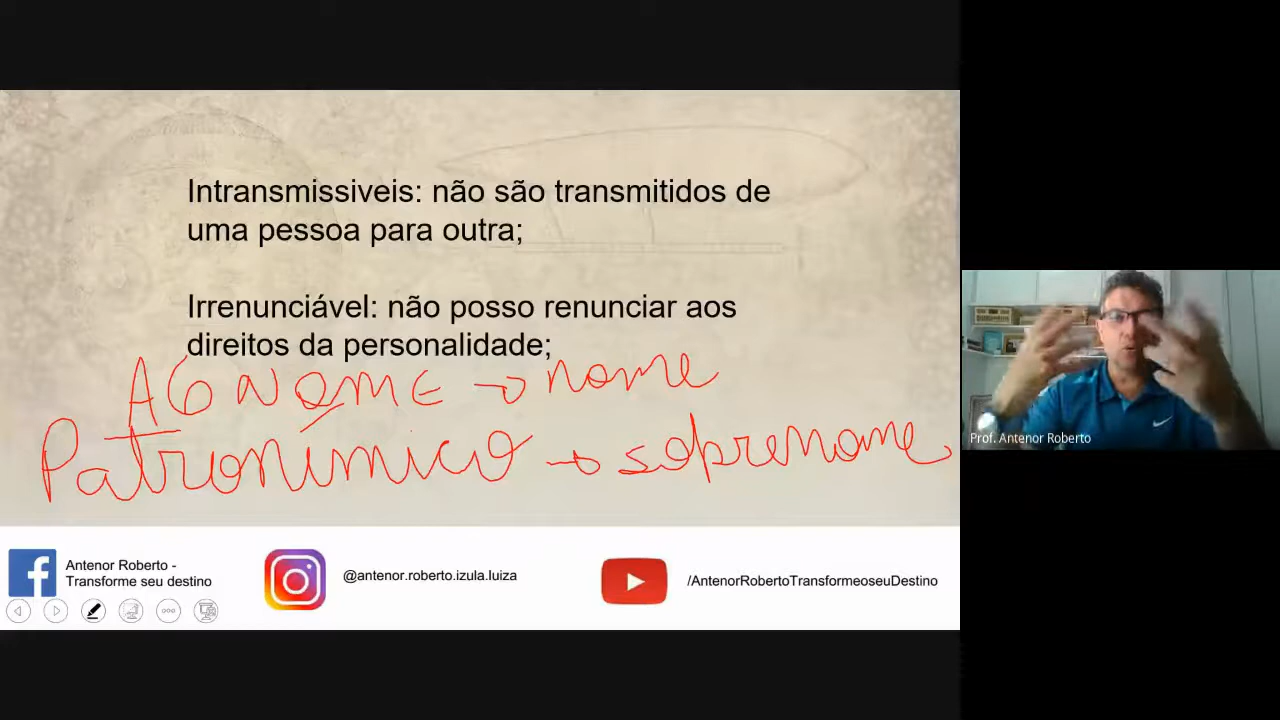 Intransmissiveis: não são transmitidos de
uma pessoa para outra;
Irrenunciável: não posso renunciar aos
direitos da personalidade;
AGNOME → nome
Patronímico → sobrenome
Prof. Antenor Roberto
Antenor Roberto -
Transforme seu destino
@antenor.roberto.izula.luiza
/AntenorRobertoTransformeoseuDestino